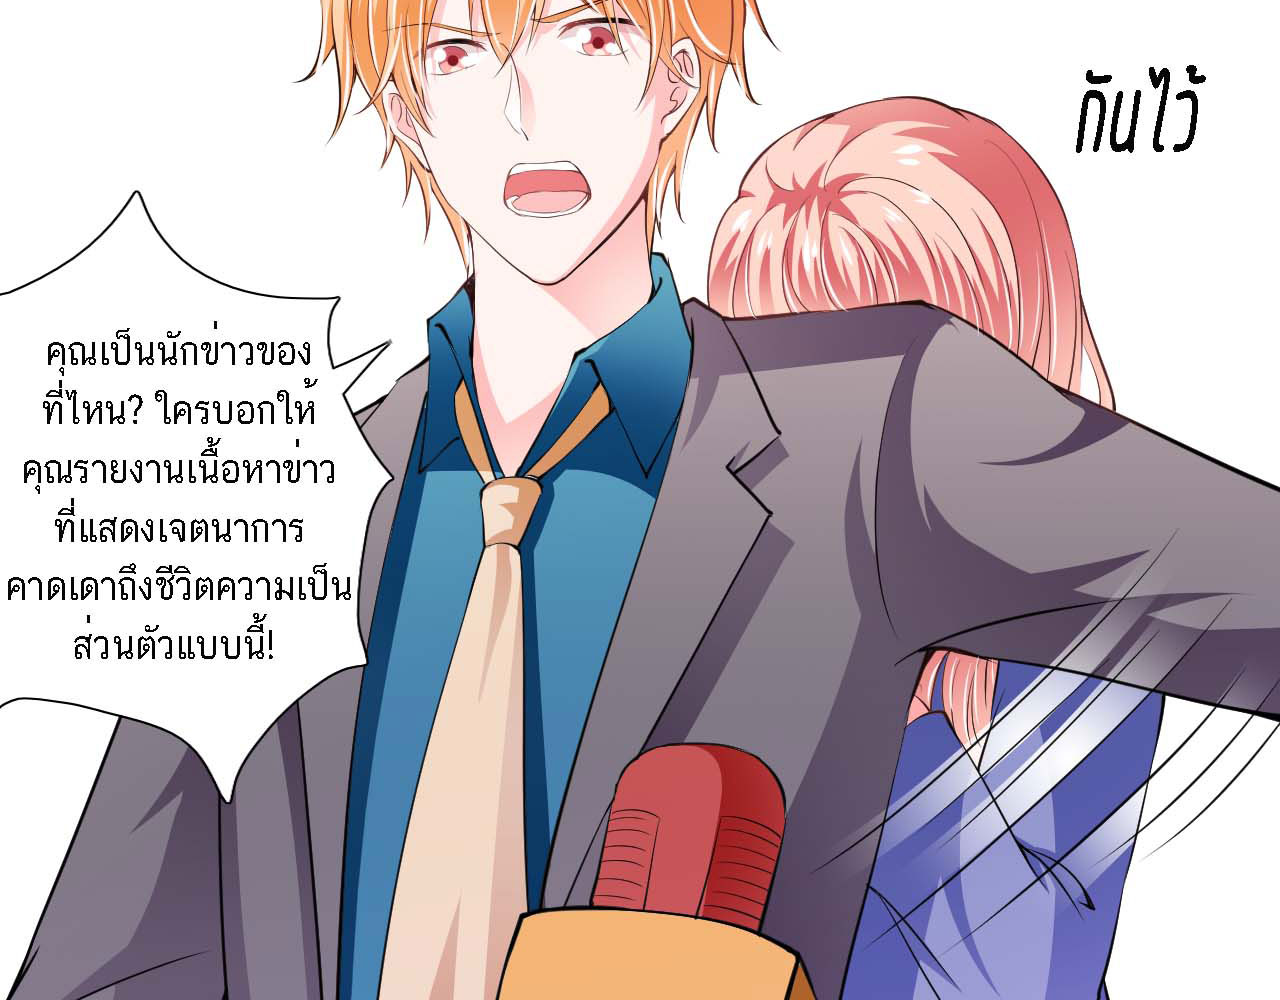 กันไว้
คุณเป็นนักข่าวของ
ที่ไหน? ใครบอกให้
คุณรายงานเนื้อหาข่าว
ที่แสดงเจตนาการ
คาดเดาถึงชีวิตความเป็น
ส่วนตัวแบบนี้!